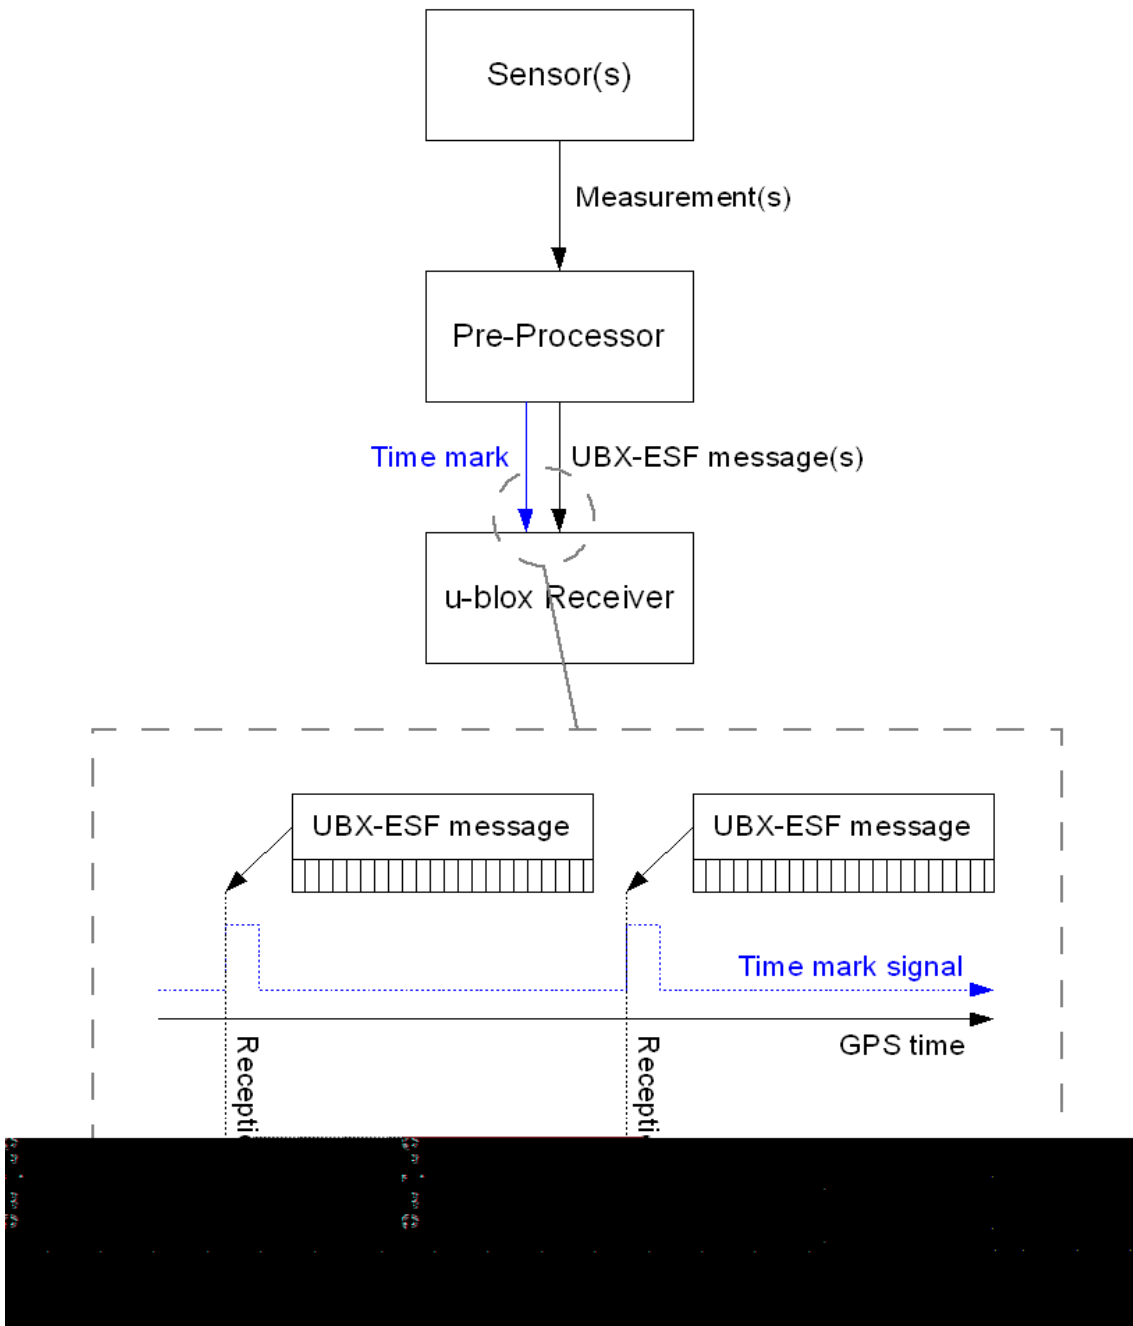 Sensor(s)
Measurement(s)
Pre-Processor
Time mark
UBX-ESF message(s)
u-blox Receiver
UBX-ESF message
UBX-ESF message
Time mark signal
GPS time